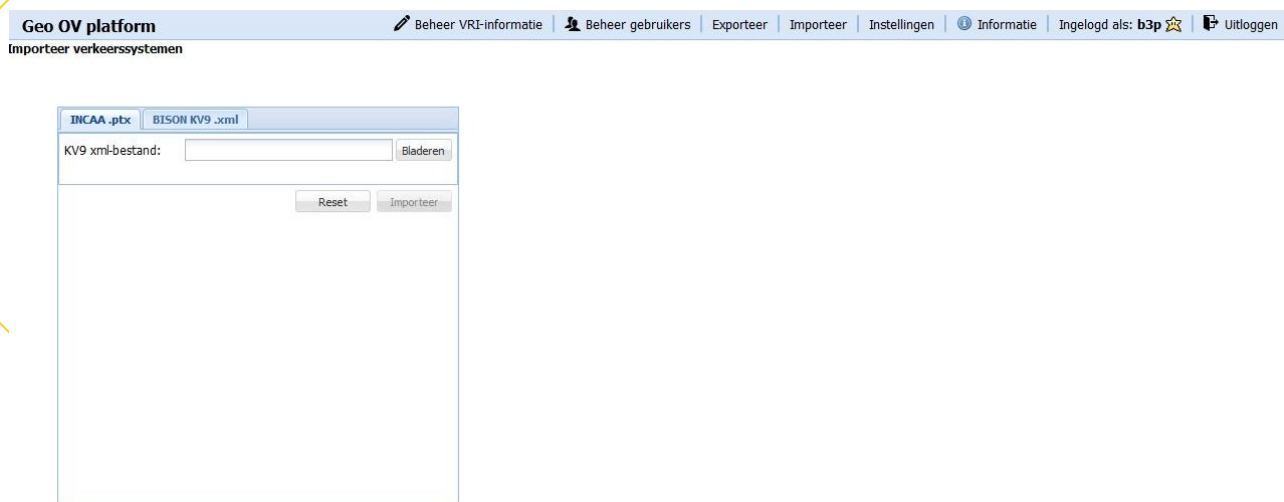 Geo OV platform Beheer VRI-informatie Beheer gebruikers Exporteer Importeer Instellingen Informatie Ingelogd als: b3p Uitloggen
Importeer verkeerssystemen
INCAA .ptx BISON KV9 .xml
KV9 xml-bestand: Bladeren
Reset Importeer